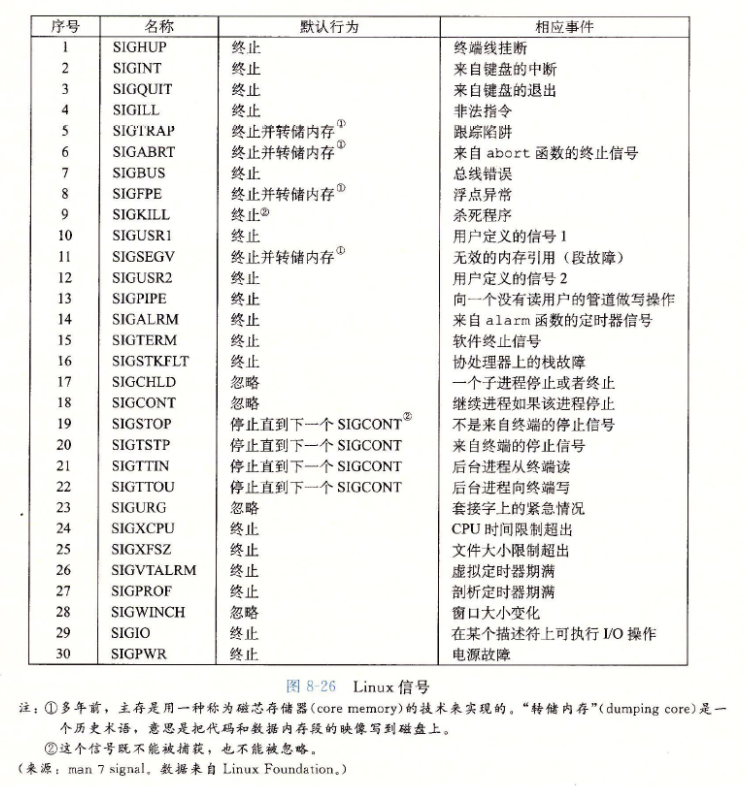 序号 名称 默认行为 相应事件
1 SIGHUP 终止 终端线挂断
2 SIGINT 终止 来自键盘的中断
3 SIGQUIT 终止 来自键盘的退出
4 SIGILL 终止 非法指令
5 SIGTRAP 终止并转储内存① 跟踪陷阱
6 SIGABRT 终止并转储内存① 来自 abort 函数的终止信号
7 SIGBUS 终止 总线错误
8 SIGFPE 终止并转储内存① 浮点异常
9 SIGKILL 终止② 杀死程序
10 SIGUSR1 终止 用户定义的信号 1
11 SIGSEGV 终止并转储内存① 无效的内存引用（段故障）
12 SIGUSR2 终止 用户定义的信号 2
13 SIGPIPE 终止 向一个没有读用户的管道做写操作
14 SIGALRM 终止 来自 alarm 函数的定时器信号
15 SIGTERM 终止 软件终止信号
16 SIGSTKFLT 终止 协处理器上的栈故障
17 SIGCHLD 忽略 一个子进程停止或者终止
18 SIGCONT 忽略 继续进程如果该进程停止
19 SIGSTOP 停止直到下一个 SIGCONT② 不是来自终端的停止信号
20 SIGTSTP 停止直到下一个 SIGCONT 来自终端的停止信号
21 SIGTTIN 停止直到下一个 SIGCONT 后台进程从终端读
22 SIGTTOU 停止直到下一个 SIGCONT 后台进程向终端写
23 SIGURG 忽略 套接字上的紧急情况
24 SIGXCPU 终止 CPU 时间限制超出
25 SIGXFSZ 终止 文件大小限制超出
26 SIGVTALRM 终止 虚拟定时器期满
27 SIGPROF 终止 剖析定时器期满
28 SIGWINCH 忽略 窗口大小变化
29 SIGIO 终止 在某个描述符上可执行 I/O 操作
30 SIGPWR 终止 电源故障
图 8-26 Linux 信号
注：①多年前，主存是用一种称为磁芯存储器(core memory)的技术来实现的。“转储内存”(dumping core)是一
个历史术语，意思是把代码和数据内存段的映像写到磁盘上。
②这个信号既不能被捕获，也不能被忽略。
(来源：man 7 signal。数据来自 Linux Foundation。)